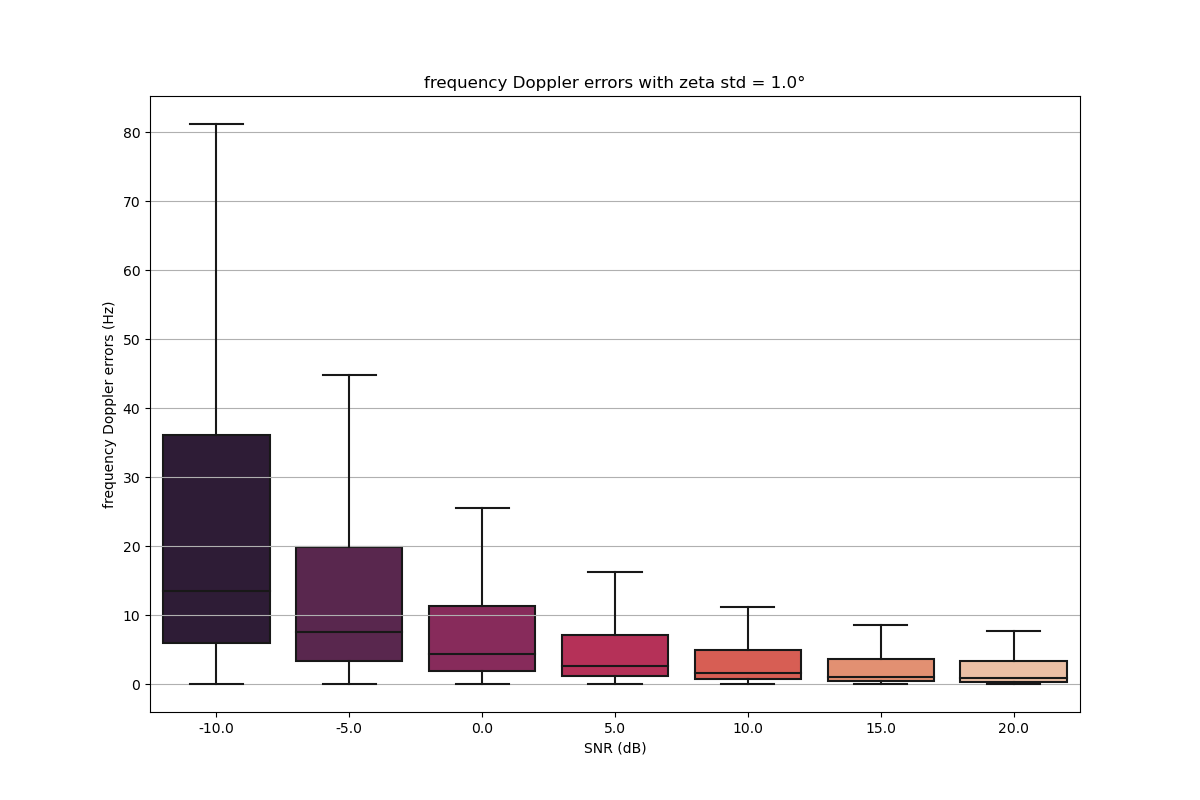 frequency Doppler errors with zeta std = 1.0°
80
70
60
50
40
30
20
10
0
frequency Doppler errors (Hz)
-10.0 -5.0 0.0 5.0 10.0 15.0 20.0
SNR (dB)